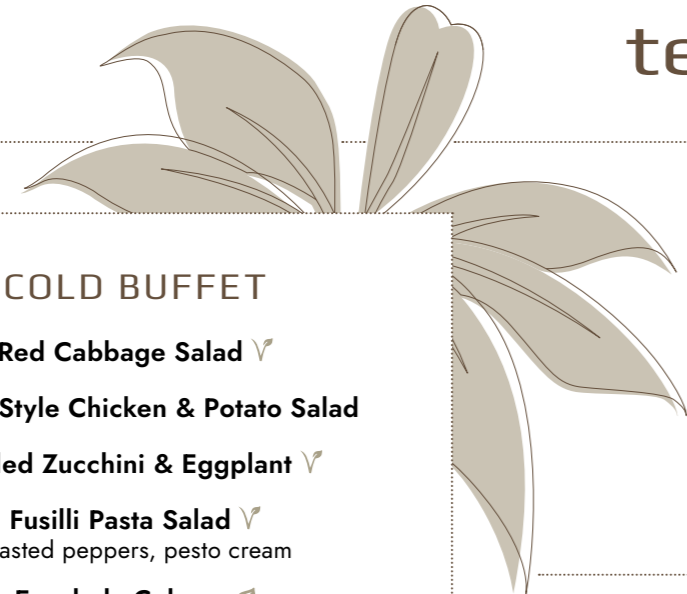 te
COLD BUFFET
Red Cabbage Salad
Style Chicken & Potato Salad
led Zucchini & Eggplant
Fusilli Pasta Salad
asted peppers, pesto cream